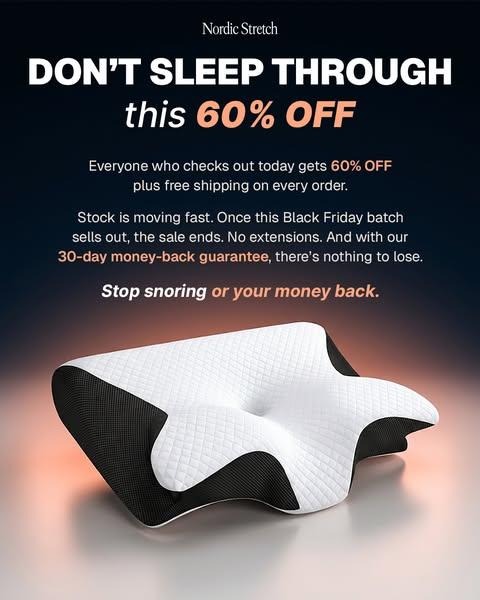 Nordic Stretch
DON'T SLEEP THROUGH
this 60% OFF
Everyone who checks out today gets 60% OFF
plus free shipping on every order.
Stock is moving fast. Once this Black Friday batch
sells out, the sale ends. No extensions. And with our
30-day money-back guarantee, there's nothing to lose.
Stop snoring or your money back.